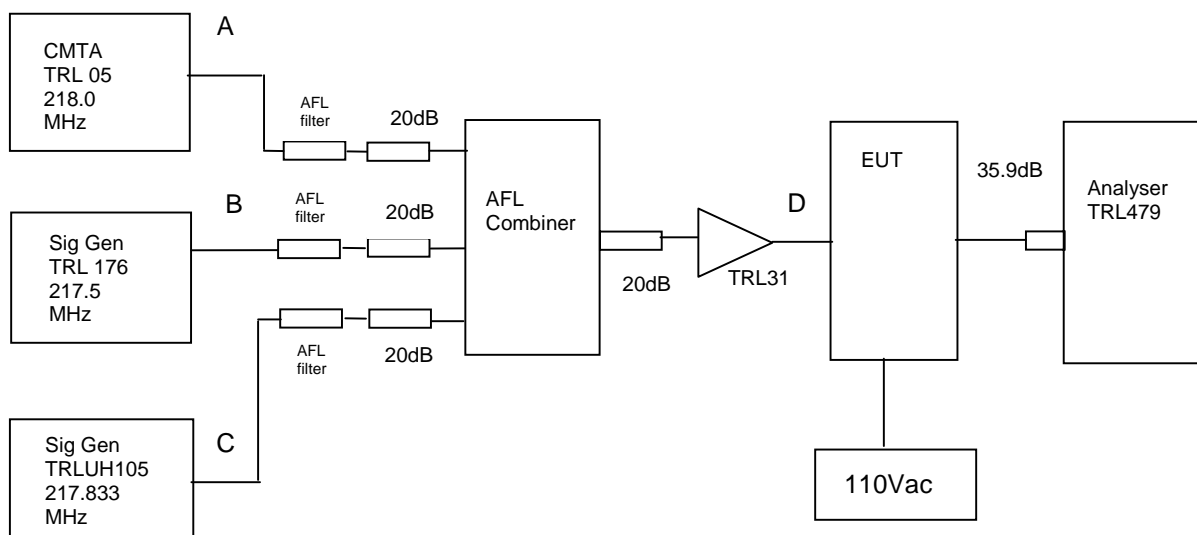 A
CMTA
TRL 05
218.0
MHz
AFL
filter
20dB
B
Sig Gen
TRL 176
217.5
MHz
AFL
filter
20dB
AFL
filter
20dB
C
Sig Gen
TRLUH105
217.833
MHz
AFL
Combiner
20dB
TRL31
D
EUT
35.9dB
Analyser
TRL479
110Vac